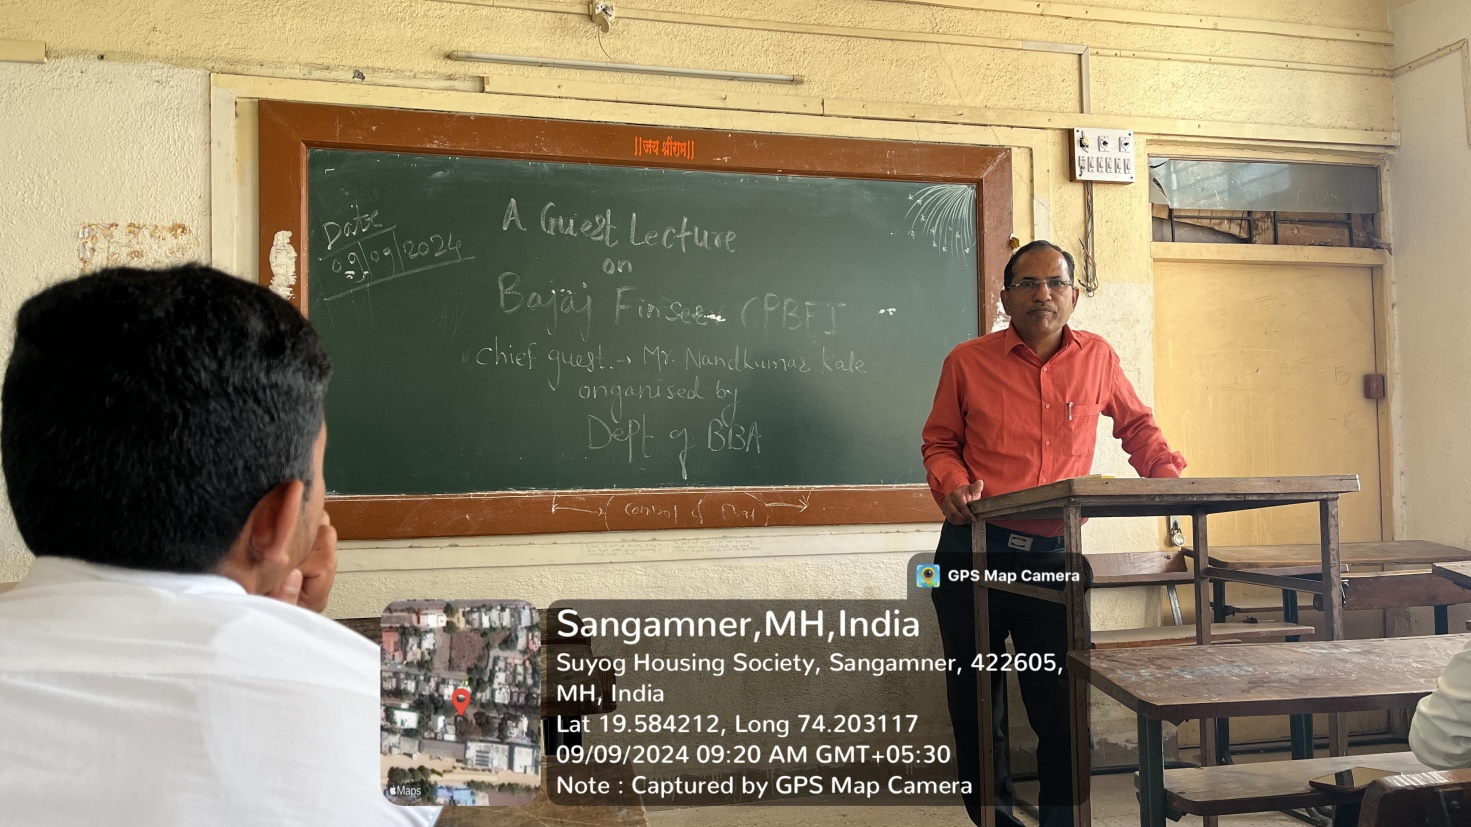 ||जय श्रीराम||
Date
09/09/2024
A Guest Lecture
on
Bajaj Finser CPBFI
chief guest:→ Mr. Nandkumar Kale
organised by
Dept of BBA
GPS Map Camera
Sangamner,MH,India
Suyog Housing Society, Sangamner, 422605,
MH, India
Lat 19.584212, Long 74.203117
09/09/2024 09:20 AM GMT+05:30
Note : Captured by GPS Map Camera
Maps